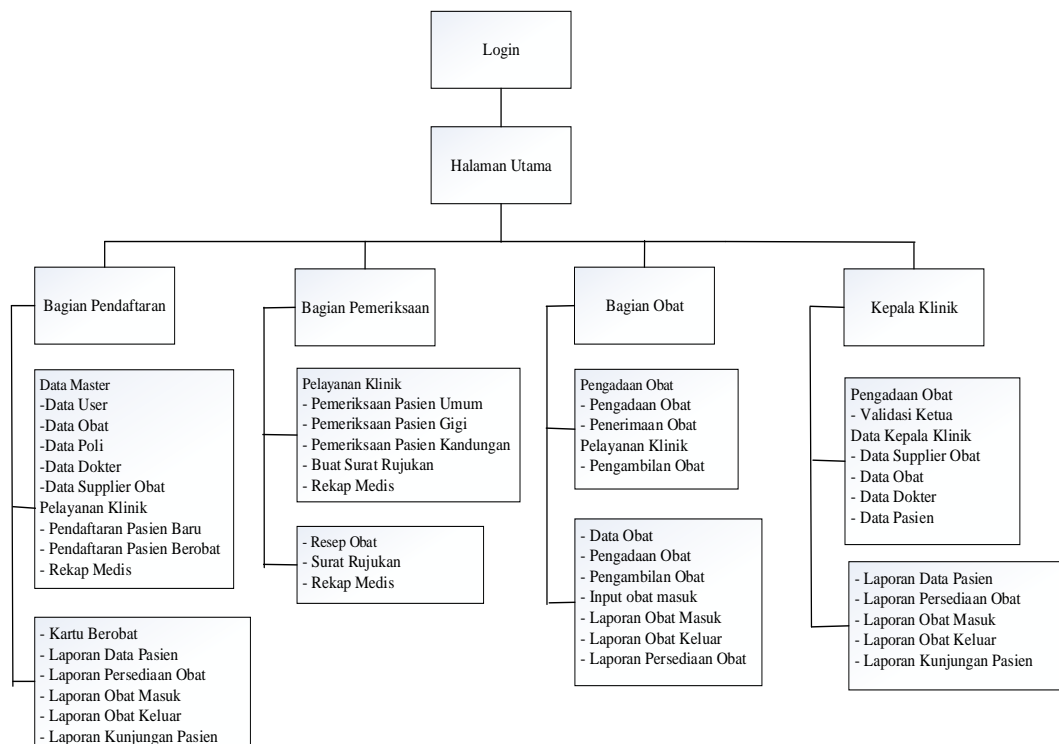 Login
Halaman Utama
Bagian Pendaftaran
Bagian Pemeriksaan
Bagian Obat
Kepala Klinik
Data Master
-Data User
-Data Obat
-Data Poli
-Data Dokter
-Data Supplier Obat
Pelayanan Klinik
- Pendaftaran Pasien Baru
- Pendaftaran Pasien Berobat
- Rekap Medis
- Kartu Berobat
- Laporan Data Pasien
- Laporan Persediaan Obat
- Laporan Obat Masuk
- Laporan Obat Keluar
- Laporan Kunjungan Pasien
Pelayanan Klinik
- Pemeriksaan Pasien Umum
- Pemeriksaan Pasien Gigi
- Pemeriksaan Pasien Kandungan
- Buat Surat Rujukan
- Rekap Medis
- Resep Obat
- Surat Rujukan
- Rekap Medis
Pengadaan Obat
- Pengadaan Obat
- Penerimaan Obat
Pelayanan Klinik
- Pengambilan Obat
- Data Obat
- Pengadaan Obat
- Pengambilan Obat
- Input obat masuk
- Laporan Obat Masuk
- Laporan Obat Keluar
- Laporan Persediaan Obat
Pengadaan Obat
- Validasi Ketua
Data Kepala Klinik
- Data Supplier Obat
- Data Obat
- Data Dokter
- Data Pasien
- Laporan Data Pasien
- Laporan Persediaan Obat
- Laporan Obat Masuk
- Laporan Obat Keluar
- Laporan Kunjungan Pasien